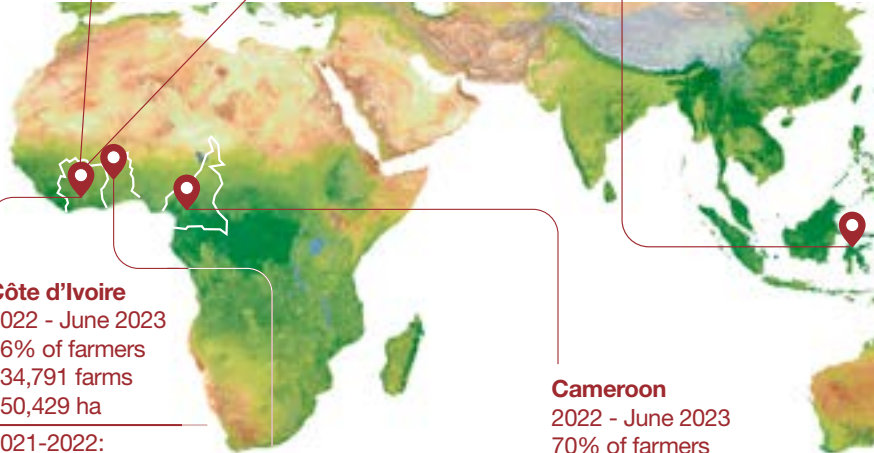 Côte d’Ivoire
022 - June 2023
6% of farmers
34,791 farms
50,429 ha
021-2022:
Cameroon
2022 - June 2023
70% of farmers